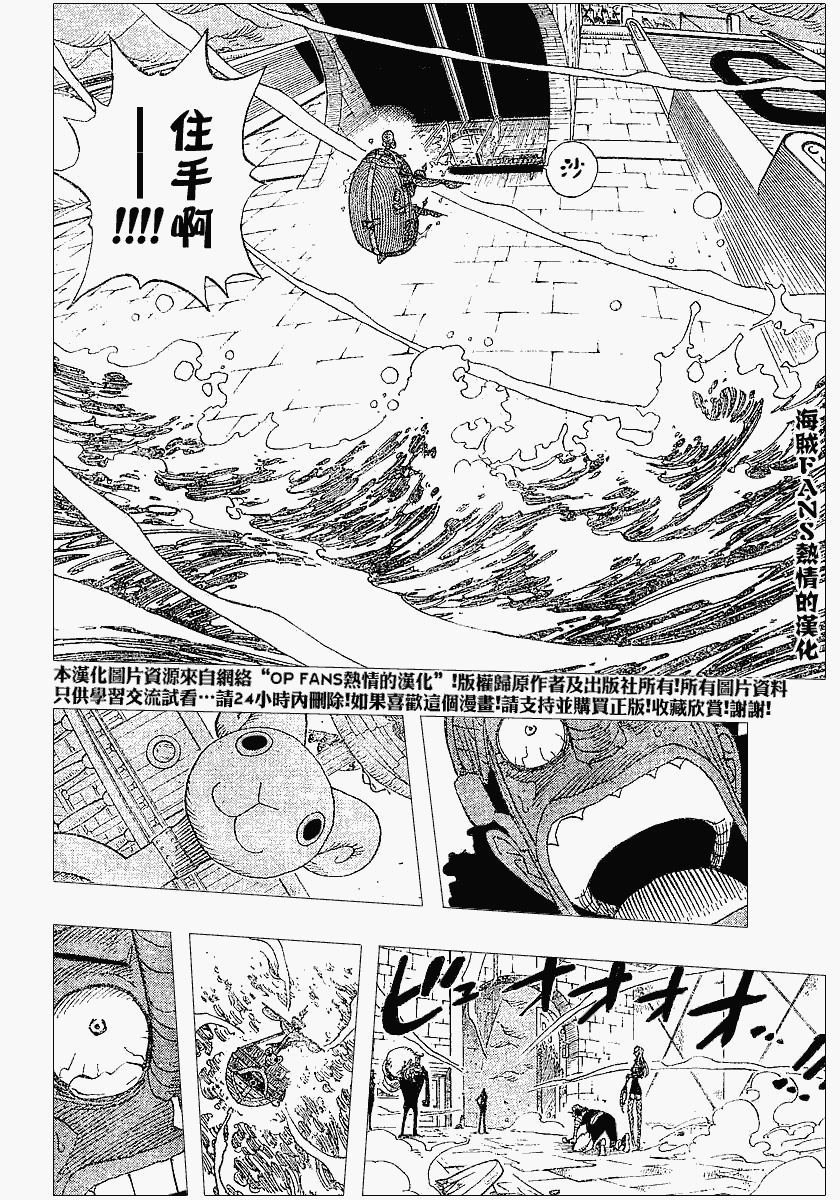 住手啊
——!!!!
沙
海賊FANS熱情的漢化
本漢化圖片資源來自網絡“OP FANS熱情的漢化”!版權歸原作者及出版社所有!所有圖片資料
只供學習交流試看…請24小時內刪除!如果喜歡這個漫畫!請支持並購買正版!收藏欣賞!謝謝!
ビュオオオオ…!!